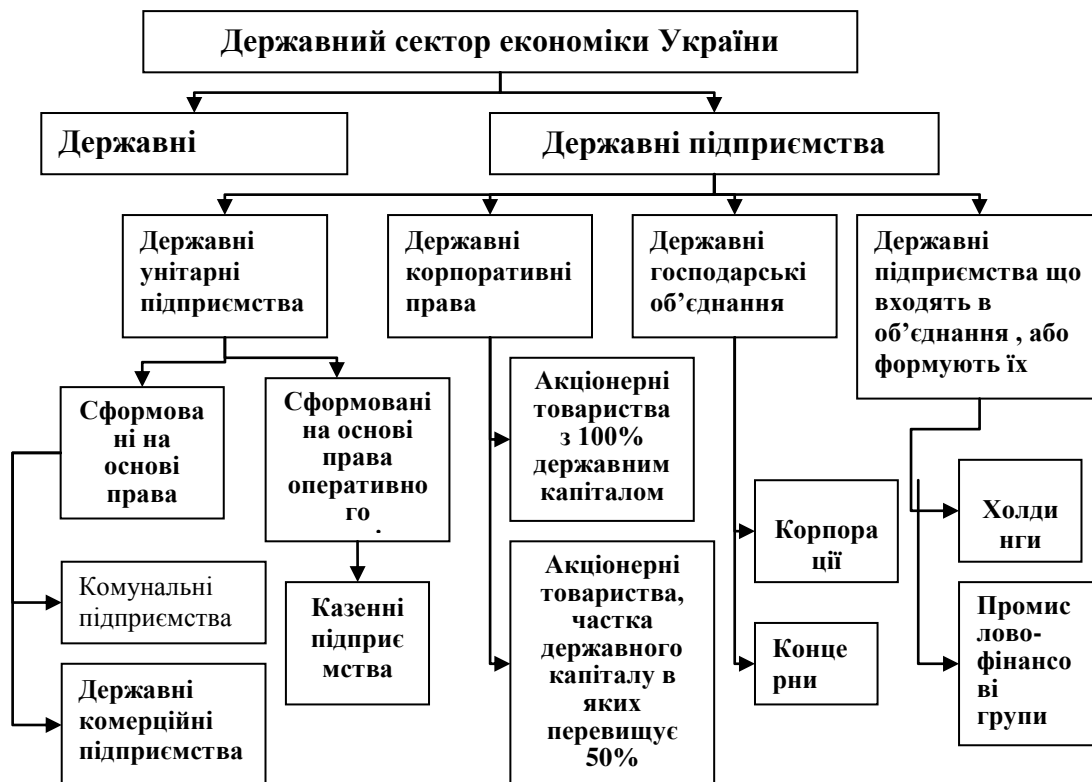 Державний сектор економіки України
Державні
Державні підприємства
Державні
унітарні
підприємства
Державні
корпоративні
права
Державні
господарські
об’єднання
Державні
підприємства що
входять в
об’єднання , або
формують їх
Сформова
ні на
основі
права
Сформовані
на основі
права
оперативно
го
Акціонерні
товариства
з 100%
державним
капіталом
Корпора
ції
Холди
нги
Комунальні
підприємства
Казенні
підприє
мства
Акціонерні
товариства,
частка
державного
капіталу в
яких
перевищує
50%
Конце
рни
Промис
лово-
фінансо
ві
групи
Державні
комерційні
підприємства